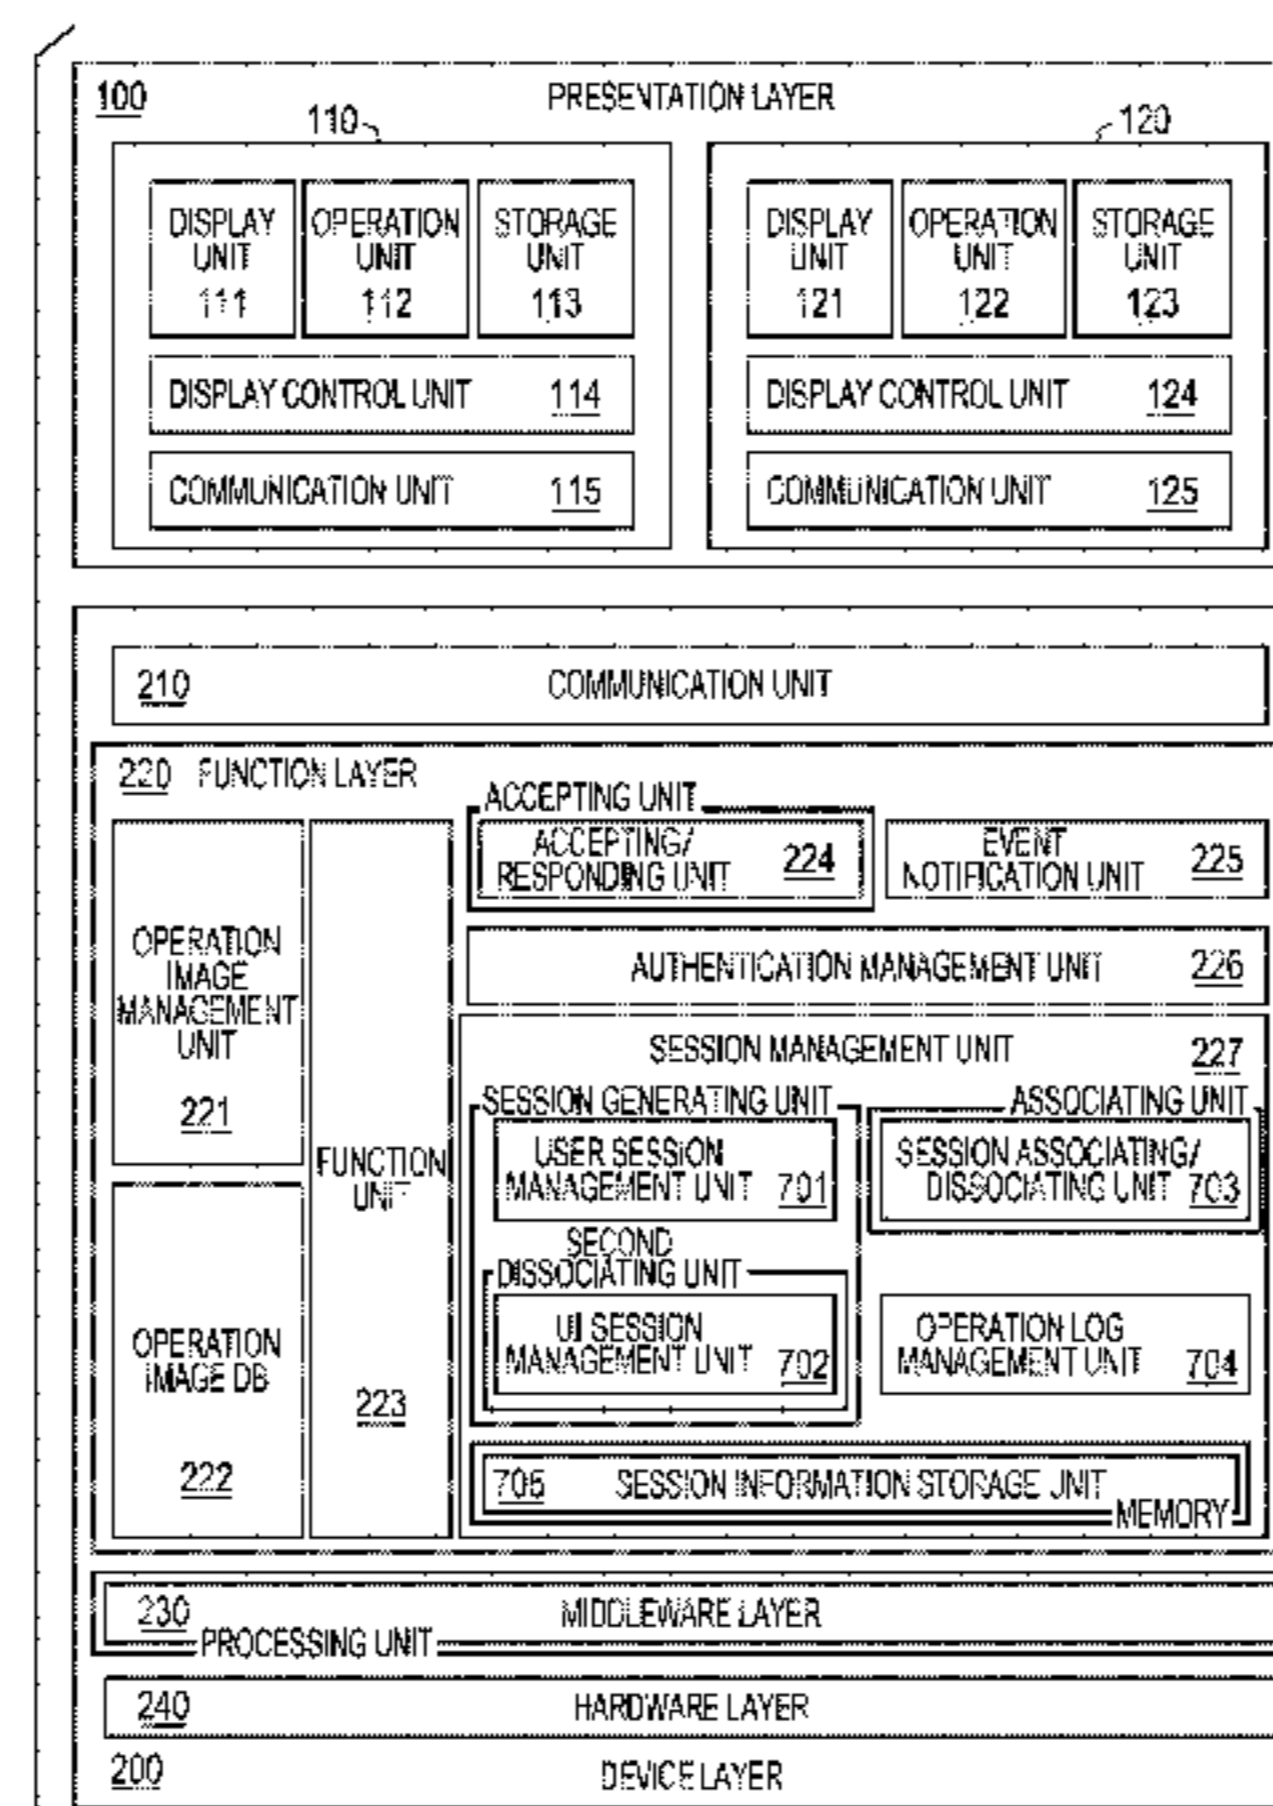 100
PRESENTATION LAYER
110
120
DISPLAY
UNIT
111
OPERATION
UNIT
112
STORAGE
UNIT
113
DISPLAY CONTROL UNIT 114
COMMUNICATION UNIT 115
DISPLAY
UNIT
121
OPERATION
UNIT
122
STORAGE
UNIT
123
DISPLAY CONTROL UNIT 124
COMMUNICATION UNIT 125
210 COMMUNICATION UNIT
220 FUNCTION LAYER
OPERATION
IMAGE
MANAGEMENT
UNIT
221
OPERATION
IMAGE DB
222
FUNCTION
UNIT
223
ACCEPTING UNIT
ACCEPTING/
RESPONDING UNIT 224
EVENT
NOTIFICATION UNIT 225
AUTHENTICATION MANAGEMENT UNIT 226
SESSION MANAGEMENT UNIT 227
SESSION GENERATING UNIT
USER SESSION
MANAGEMENT UNIT 701
SECOND
DISSOCIATING UNIT
UI SESSION
MANAGEMENT UNIT 702
ASSOCIATING UNIT
SESSION ASSOCIATING/
DISSOCIATING UNIT 703
OPERATION LOG
MANAGEMENT UNIT 704
705 SESSION INFORMATION STORAGE UNIT
MEMORY
230 MIDDLEWARE LAYER
PROCESSING UNIT
240 HARDWARE LAYER
200 DEVICE LAYER